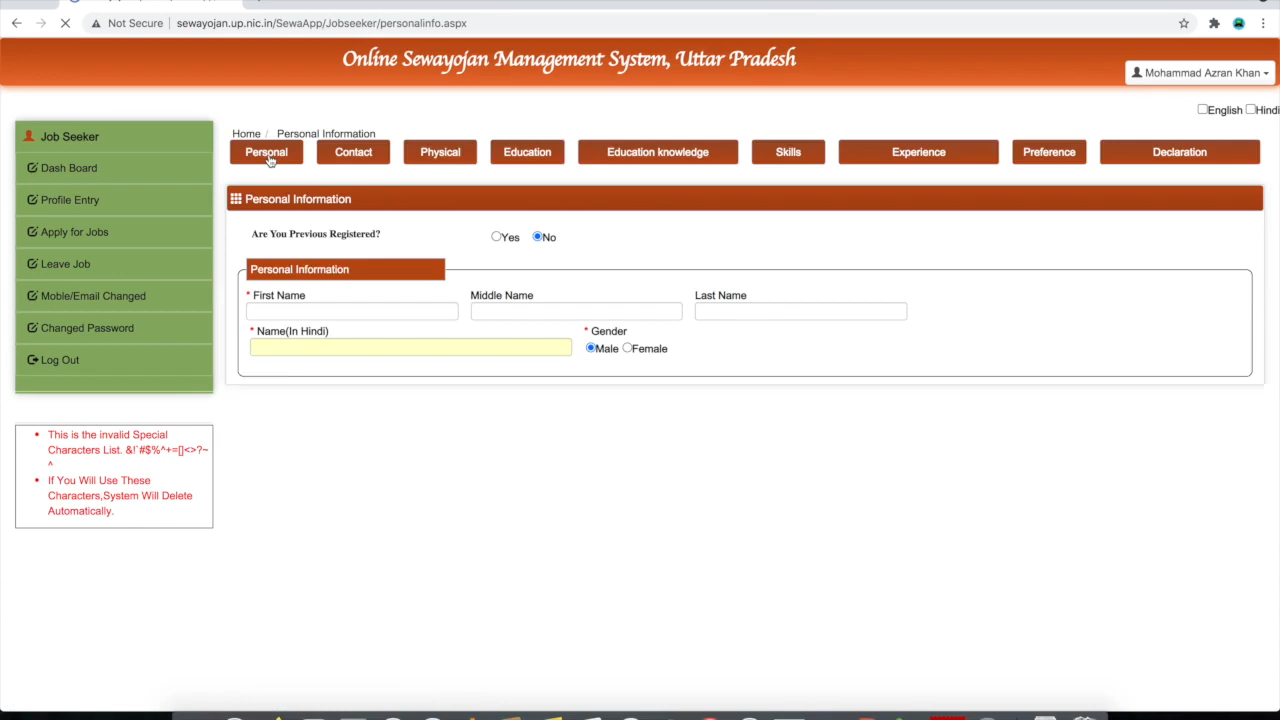 Not Secure
sewayojan.up.nic.in/SewaApp/Jobseeker/personalinfo.aspx
Online Sewayojan Management System, Uttar Pradesh
Mohammad Azran Khan
English Hindi
Job Seeker
Dash Board
Profile Entry
Apply for Jobs
Leave Job
Moble/Email Changed
Changed Password
Log Out
Home / Personal Information
Personal Contact Physical Education Education knowledge Skills Experience Preference Declaration
Personal Information
Are You Previous Registered? Yes No
Personal Information
* First Name Middle Name Last Name
* Name(In Hindi) * Gender
Male Female
This is the invalid Special
Characters List. &!`#$%^+=[]<>?~
^
If You Will Use These
Characters,System Will Delete
Automatically.